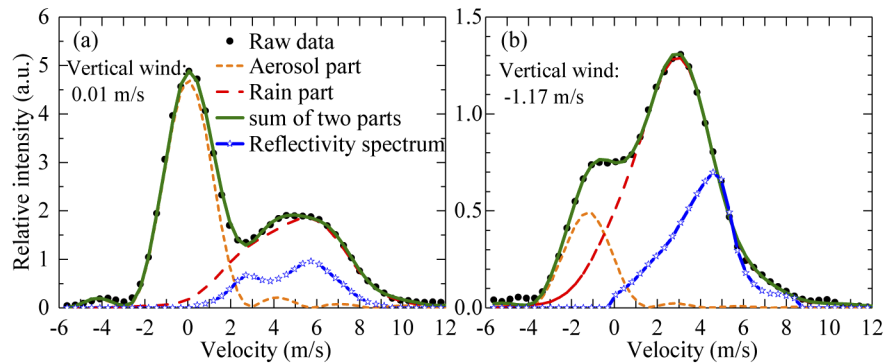 (a)
Vertical wind:
0.01 m/s
Raw data
Aerosol part
Rain part
sum of two parts
Reflectivity spectrum
Relative intensity (a.u.)
6
5
4
3
2
1
0
-6 -4 -2 0 2 4 6 8 10 12
Velocity (m/s)
(b)
Vertical wind:
-1.17 m/s
1.5
1.0
0.5
0.0
-6 -4 -2 0 2 4 6 8 10 12
Velocity (m/s)